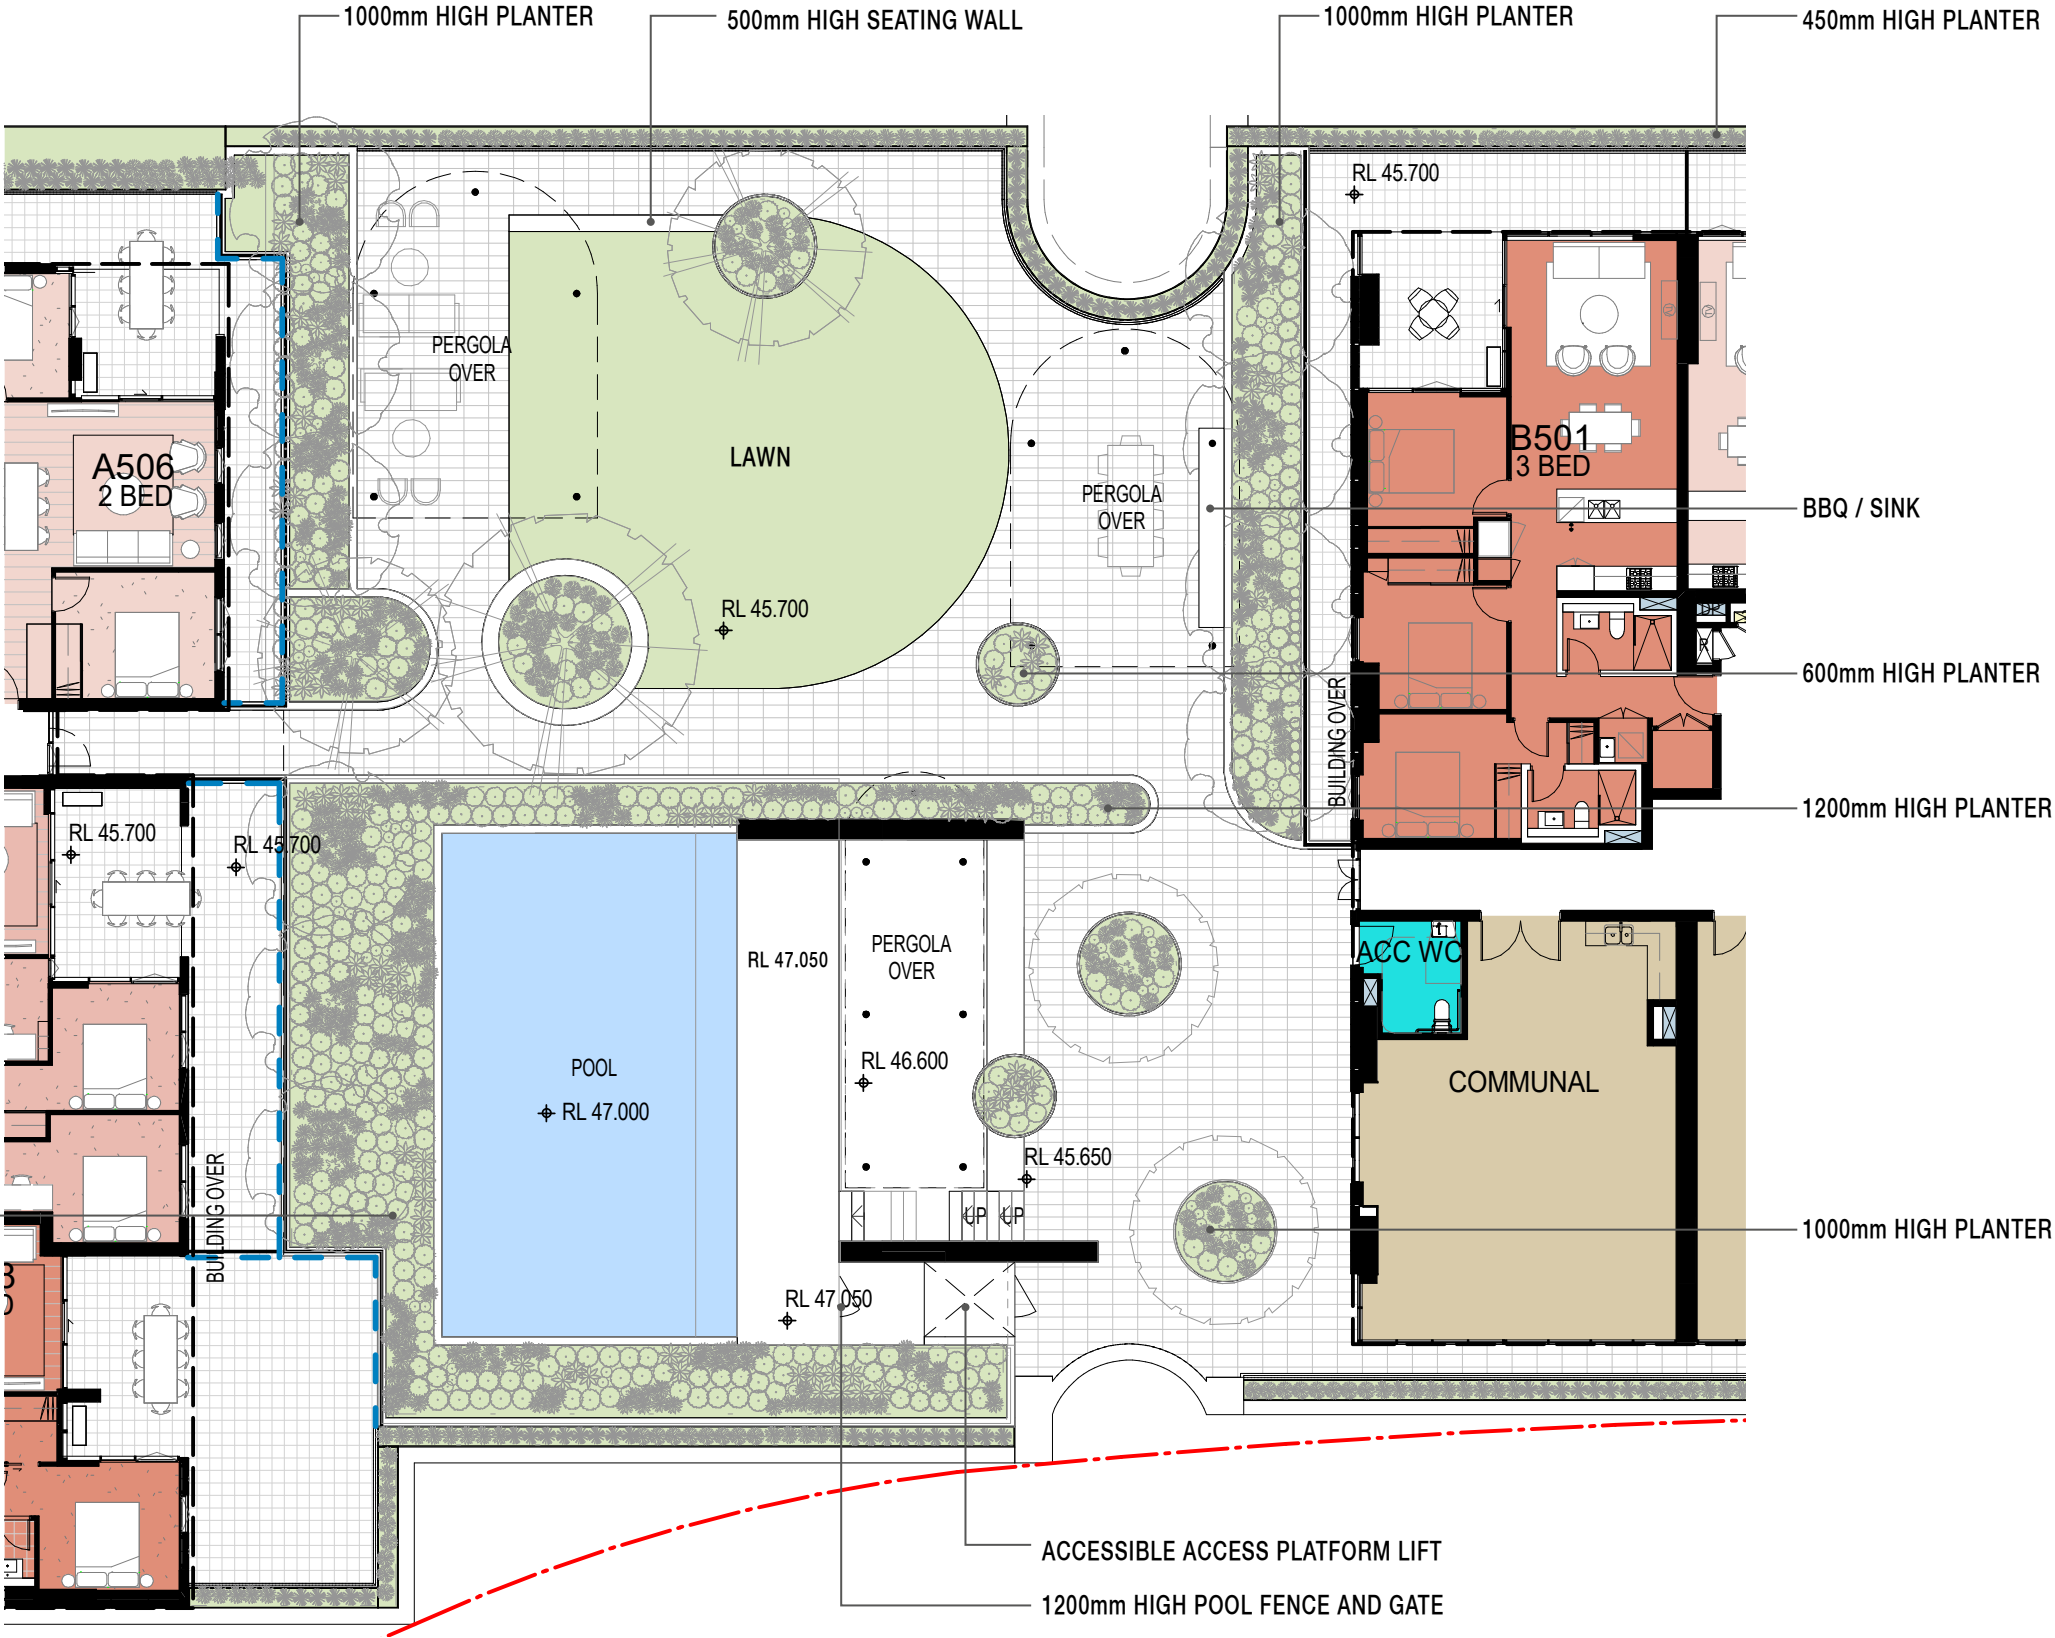 1000mm HIGH PLANTER
500mm HIGH SEATING WALL
1000mm HIGH PLANTER
450mm HIGH PLANTER
RL 45.700
PERGOLA
OVER
LAWN
A506
2 BED
B501
3 BED
PERGOLA
OVER
BBQ / SINK
RL 45.700
600mm HIGH PLANTER
BUILDING OVER
1200mm HIGH PLANTER
RL 45.700
RL 45.700
PERGOLA
OVER
RL 47.050
ACC WC
POOL
RL 46.600
COMMUNAL
RL 47.000
RL 45.650
BUILDING OVER
UP
UP
1000mm HIGH PLANTER
RL 47.050
ACCESSIBLE ACCESS PLATFORM LIFT
1200mm HIGH POOL FENCE AND GATE